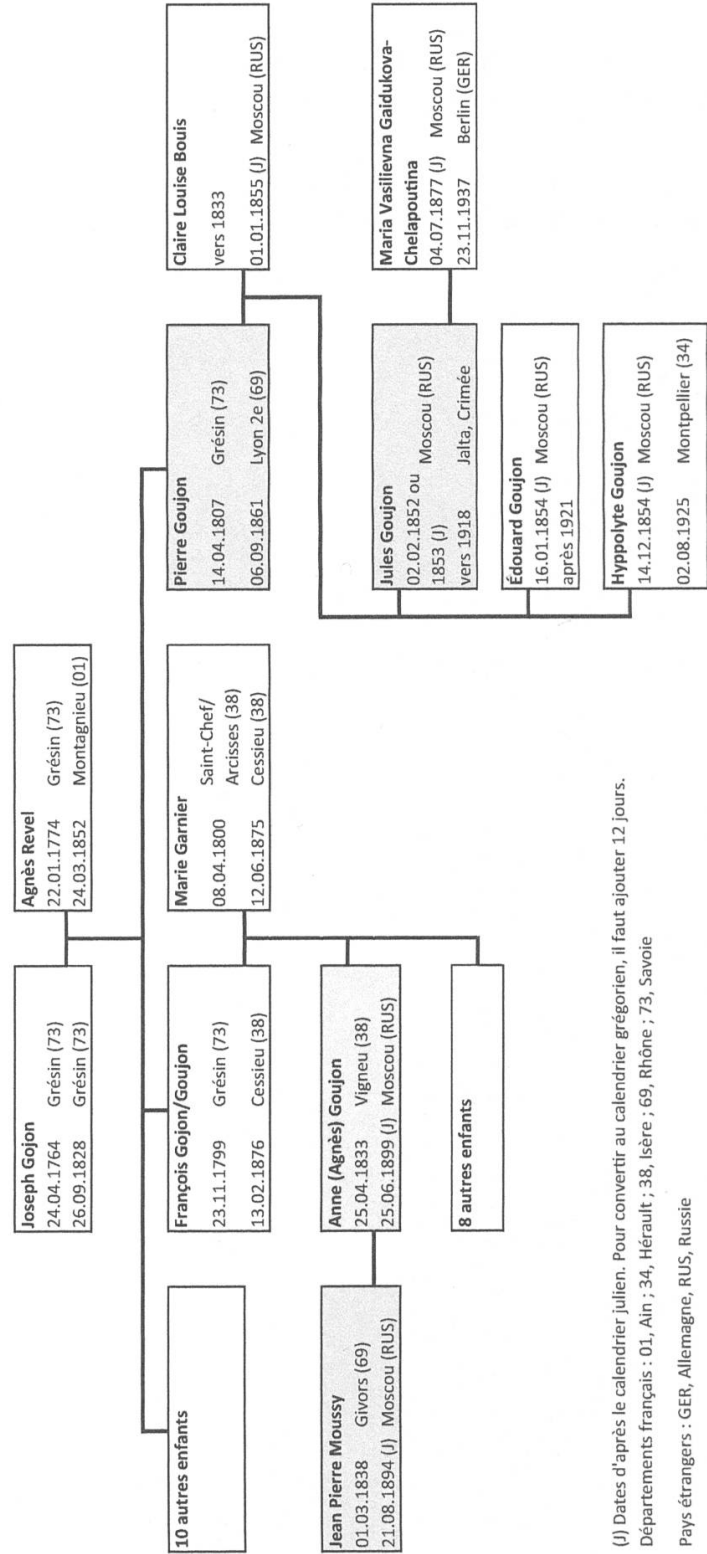 Joseph Gojon
24.04.1764 Grésin (73)
26.09.1828 Grésin (73)
Agnès Revel
22.01.1774 Grésin (73)
24.03.1852 Montagnieu (01)
10 autres enfants
François Gojon/Goujon
23.11.1799 Grésin (73)
13.02.1876 Cessieu (38)
Marie Garnier
08.04.1800 Saint-Chef/
Arcisses (38)
12.06.1875 Cessieu (38)
Pierre Goujon
14.04.1807 Grésin (73)
06.09.1861 Lyon 2e (69)
Claire Louise Bouis
vers 1833
01.01.1855 (J) Moscou (RUS)
Jean Pierre Moussy
01.03.1838 Givors (69)
21.08.1894 (J) Moscou (RUS)
Anne (Agnès) Goujon
25.04.1833 Vigneu (38)
25.06.1899 (J) Moscou (RUS)
8 autres enfants
Jules Goujon
02.02.1852 ou
1853 (J) Moscou (RUS)
vers 1918 Jalta, Crimée
Maria Vasilievna Gaidukova-
Chelapoutina
04.07.1877 (J) Moscou (RUS)
23.11.1937 Berlin (GER)
Édouard Goujon
16.01.1854 (J) Moscou (RUS)
après 1921
Hyppolyte Goujon
14.12.1854 (J) Moscou (RUS)
02.08.1925 Montpellier (34)
(J) Dates d'après le calendrier julien. Pour convertir au calendrier grégorien, il faut ajouter 12 jours.
Départements français : 01, Ain ; 34, Hérault ; 38, Isère ; 69, Rhône ; 73, Savoie
Pays étrangers : GER, Allemagne, RUS, Russie